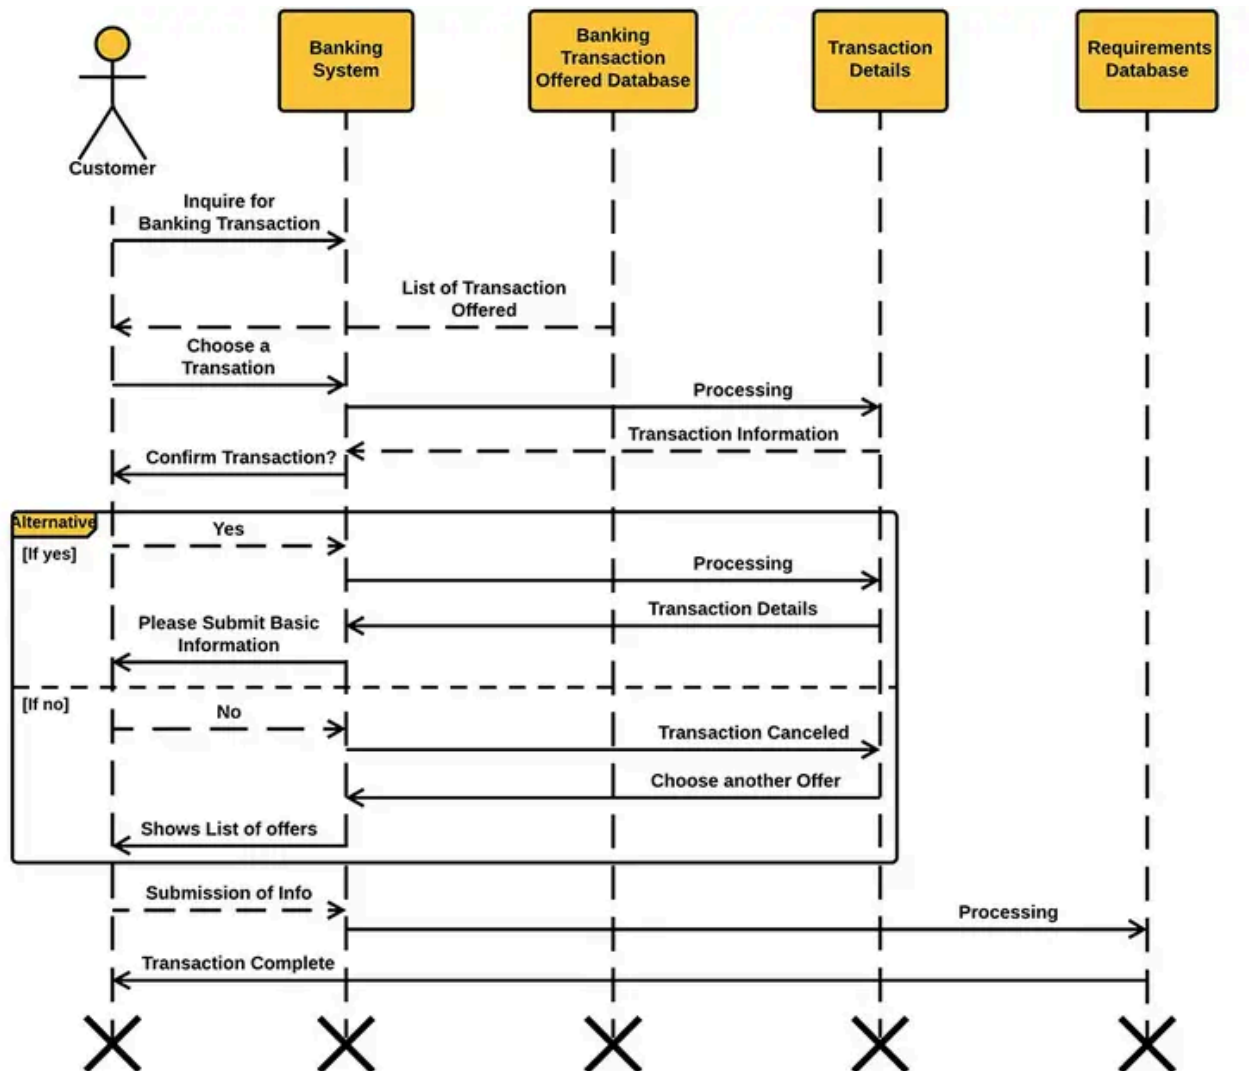 Banking
System
Banking
Transaction
Offered Database
Transaction
Details
Requirements
Database
Customer
Inquire for
Banking Transaction
List of Transaction
Offered
Choose a
Transation
Processing
Transaction Information
Confirm Transaction?
Alternative
[If yes]
Yes
Processing
Transaction Details
Please Submit Basic
Information
[If no]
No
Transaction Canceled
Choose another Offer
Shows List of offers
Submission of Info
Processing
Transaction Complete